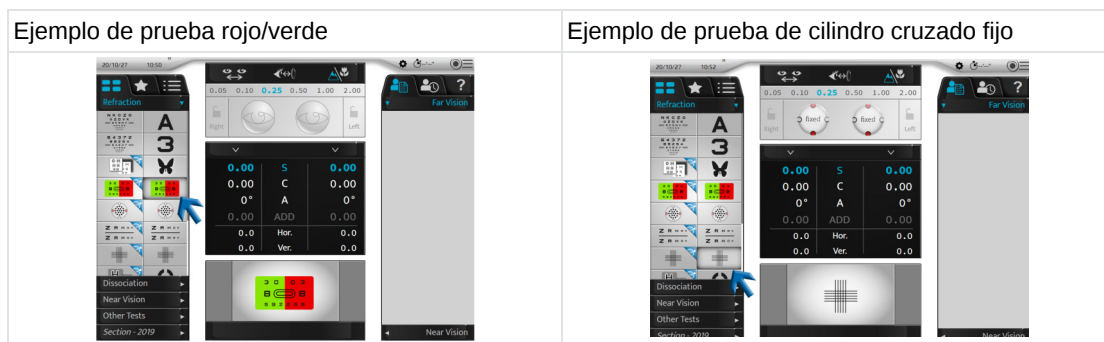 Ejemplo de prueba rojo/verde
Ejemplo de prueba de cilindro cruzado fijo
20/10/27 10:50
?
0.05 0.10 0.25 0.50 1.00 2.00
Refraction
Far Vision
Right
Left
A
3
0.00 S 0.00
0.00 C 0.00
0° A 0°
0.00 ADD 0.00
0.0 Hor. 0.0
0.0 Ver. 0.0
Dissociation
Near Vision
Other Tests
Section - 2019
Near Vision
20/10/27 10:52
?
0.05 0.10 0.25 0.50 1.00 2.00
Refraction
Far Vision
Right
fixed
fixed
Left
A
3
0.00 S 0.00
0.00 C 0.00
0° A 0°
0.00 ADD 0.00
0.0 Hor. 0.0
0.0 Ver. 0.0
Dissociation
Near Vision
Other Tests
Section - 2019
Near Vision